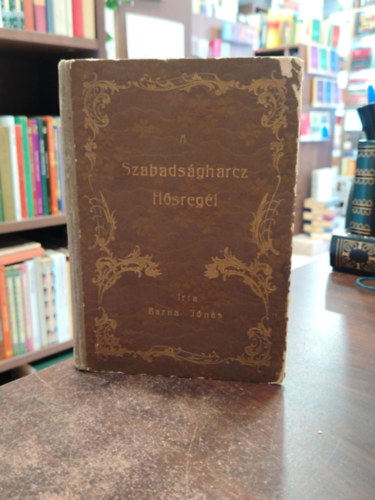 A
Szabadságharcz
Hősregéi
Irta
Barna Jónás